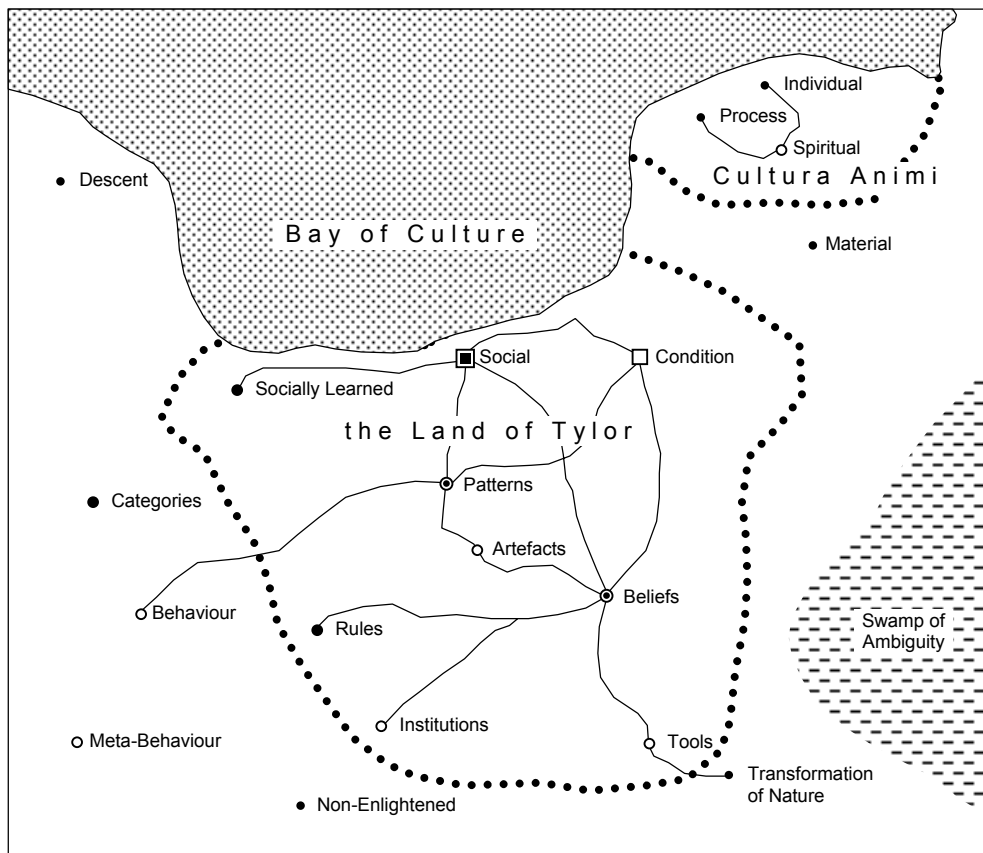 Individual
Process
Spiritual
Cultura Animi
Descent
Bay of Culture
Material
Social
Condition
Socially Learned
the Land of Tylor
Patterns
Categories
Artefacts
Beliefs
Behaviour
Rules
Swamp of
Ambiguity
Institutions
Meta-Behaviour
Tools
Transformation
of Nature
Non-Enlightened